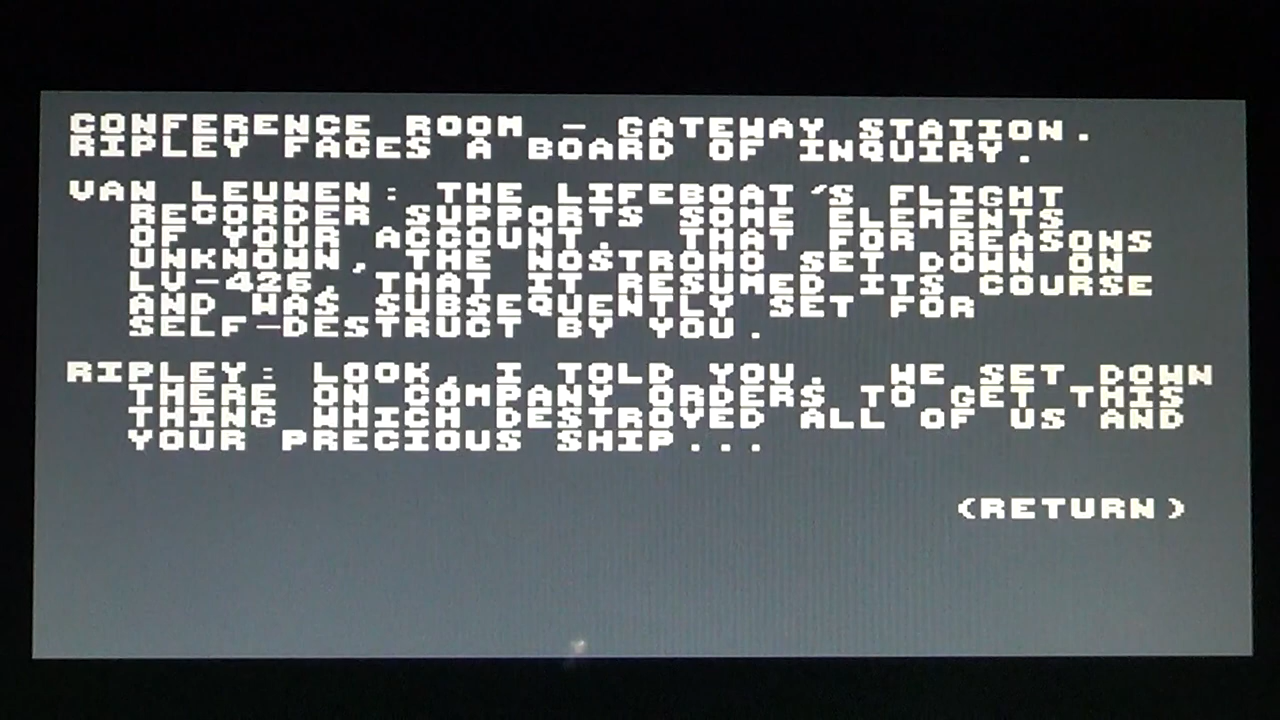 CONFERENCE ROOM - GATEWAY STATION.
RIPLEY FACES A BOARD OF INQUIRY.
VAN LEUWEN: THE LIFEBOAT'S FLIGHT
RECORDER SUPPORTS SOME ELEMENTS
OF YOUR ACCOUNT. THAT FOR REASONS
UNKNOWN, THE NOSTROMO SET DOWN ON
LV-426, THAT IT RESUMED ITS COURSE
AND WAS SUBSEQUENTLY SET FOR
SELF-DESTRUCT BY YOU.
RIPLEY: LOOK, I TOLD YOU. WE SET DOWN
THERE ON COMPANY ORDERS TO GET THIS
THING WHICH DESTROYED ALL OF US AND
YOUR PRECIOUS SHIP...
<RETURN>